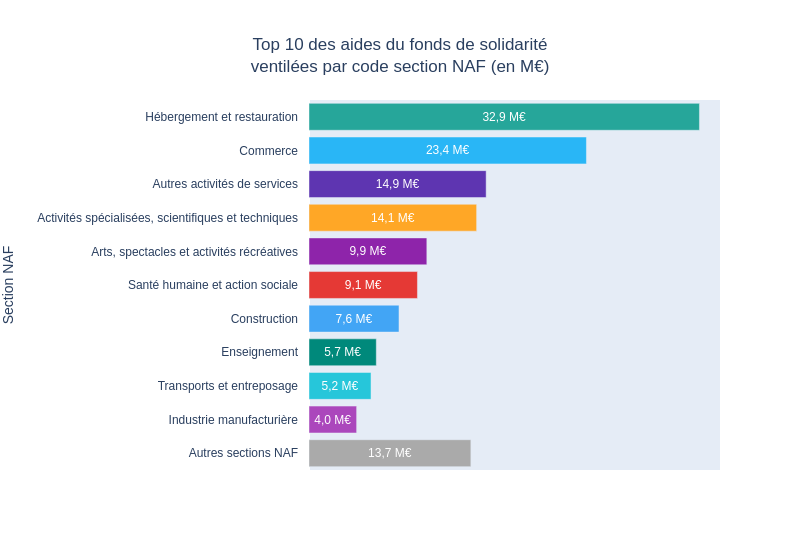 Top 10 des aides du fonds de solidarité
ventilées par code section NAF (en M€)
Section NAF
Hébergement et restauration 32,9 M€
Commerce 23,4 M€
Autres activités de services 14,9 M€
Activités spécialisées, scientifiques et techniques 14,1 M€
Arts, spectacles et activités récréatives 9,9 M€
Santé humaine et action sociale 9,1 M€
Construction 7,6 M€
Enseignement 5,7 M€
Transports et entreposage 5,2 M€
Industrie manufacturière 4,0 M€
Autres sections NAF 13,7 M€